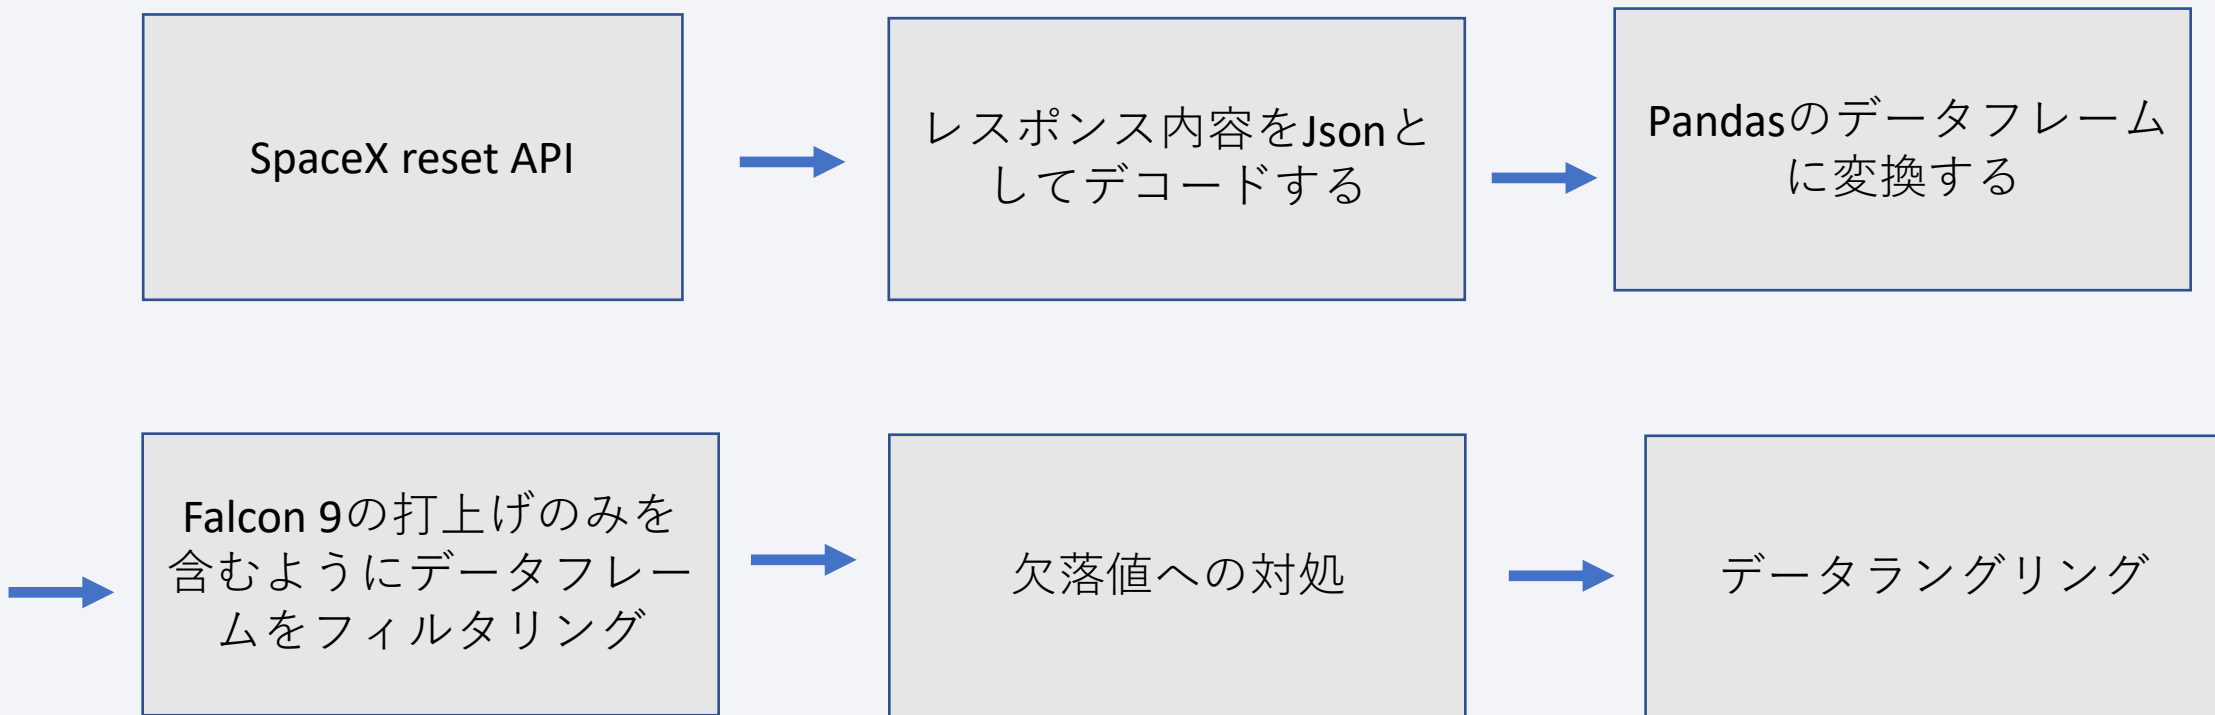 SpaceX reset API
レスポンス内容をJsonと
してデコードする
Pandasのデータフレーム
に変換する
Falcon 9の打上げのみを
含むようにデータフレー
ムをフィルタリング
欠落値への対処
データラングリング